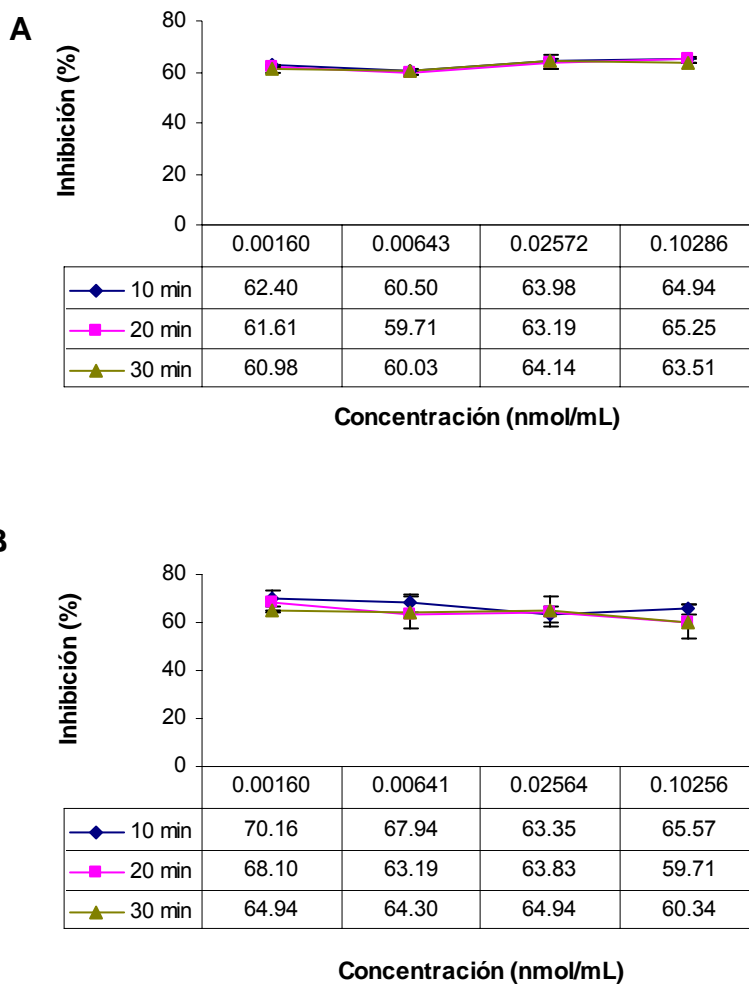 A
Inhibición (%)
80
60
40
20
0
0.00160 0.00643 0.02572 0.10286
10 min 62.40 60.50 63.98 64.94
20 min 61.61 59.71 63.19 65.25
30 min 60.98 60.03 64.14 63.51
Concentración (nmol/mL)
B
Inhibición (%)
80
60
40
20
0
0.00160 0.00641 0.02564 0.10256
10 min 70.16 67.94 63.35 65.57
20 min 68.10 63.19 63.83 59.71
30 min 64.94 64.30 64.94 60.34
Concentración (nmol/mL)